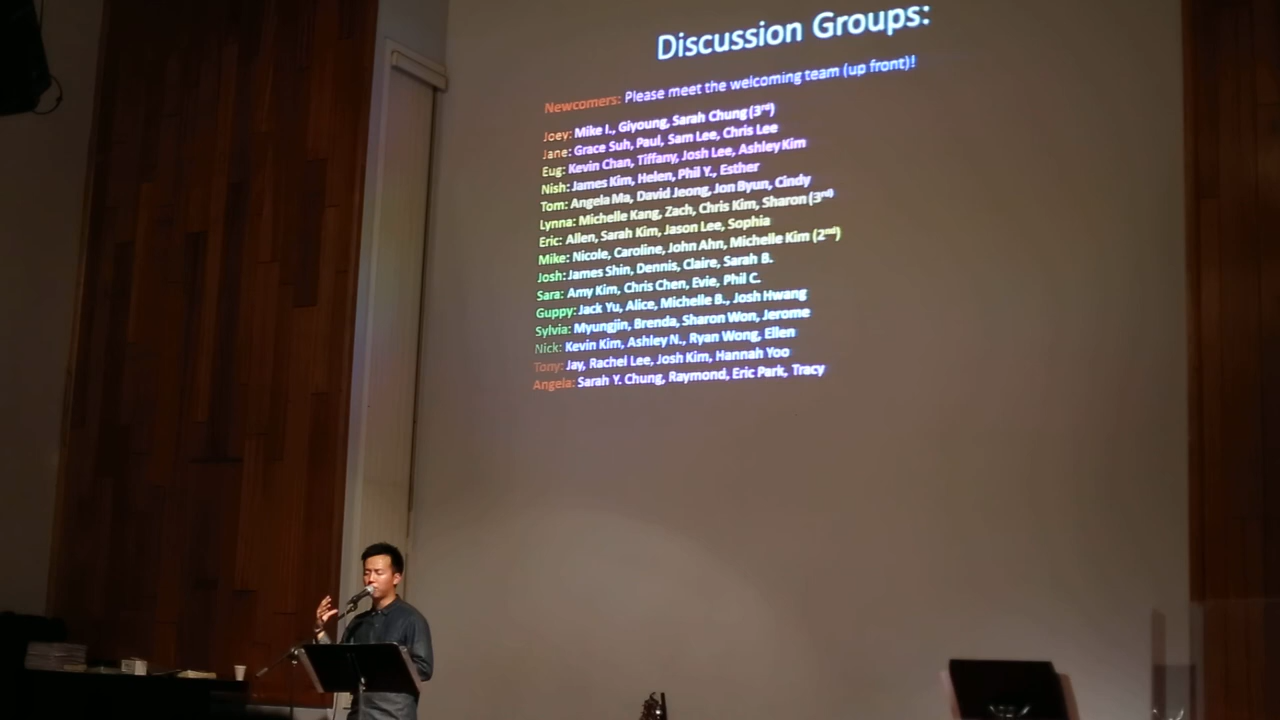 Discussion Groups:
Newcomers: Please meet the welcoming team (up front)!
Joey: Mike I., Giyoung, Sarah Chung (3rd)
Jane: Grace Suh, Paul, Sam Lee, Chris Lee
Eug: Kevin Chan, Tiffany, Josh Lee, Ashley Kim
Nish: James Kim, Helen, Phil Y., Esther
Tom: Angela Ma, David Jeong, Jon Byun, Cindy
Lynna: Michelle Kang, Zach, Chris Kim, Sharon (3rd)
Eric: Allen, Sarah Kim, Jason Lee, Sophia
Mike: Nicole, Caroline, John Ahn, Michelle Kim (2nd)
Josh: James Shin, Dennis, Claire, Sarah B.
Sara: Amy Kim, Chris Chen, Evie, Phil C.
Guppy: Jack Yu, Alice, Michelle B., Josh Hwang
Sylvia: Myungjin, Brenda, Sharon Won, Jerome
Nick: Kevin Kim, Ashley N., Ryan Wong, Ellen
Tony: Jay, Rachel Lee, Josh Kim, Hannah Yoo
Angela: Sarah Y. Chung, Raymond, Eric Park, Tracy